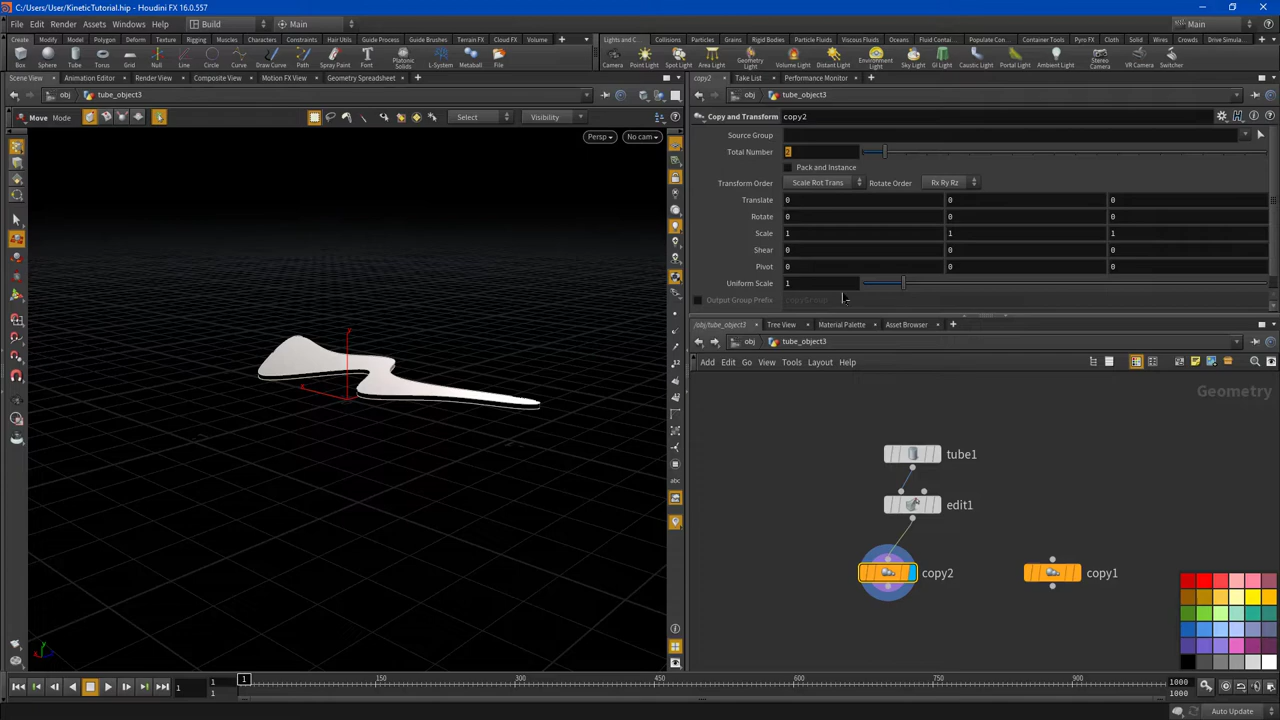 C:/Users/User/KineticTutorial.hip - Houdini FX 16.0.557
File Edit Render Assets Windows Help Build Main Main
Create Modify Model Polygon Deform Texture Rigging Muscles Characters Constraints Hair Utils Guide Process Guide Brushes Terrain FX Cloud FX Volume
Lights and C Collisions Particles Grains Rigid Bodies Particle Fluids Viscous Fluids Oceans Fluid Containers Populate Con Container Tools Pyro FX Cloth Solid Wires Crowds Drive Simula
Box Sphere Tube Torus Grid Null Line Circle Curve Draw Curve Path Spray Paint Font Platonic Solids L-System Metaball File
Camera Point Light Spot Light Area Light Geometry Light Volume Light Distant Light Environment Light Sky Light GI Light Caustic Light Portal Light Ambient Light Stereo Camera VR Camera Switcher
Scene View Animation Editor Render View Composite View Motion FX View Geometry Spreadsheet
copy2 Take List Performance Monitor
obj tube_object3
obj tube_object3
Move Mode Select Visibility
Persp No cam
Copy and Transform copy2
Source Group
Total Number 2
Pack and Instance
Transform Order Scale Rot Trans Rotate Order Rx Ry Rz
Translate 0 0 0
Rotate 0 0 0
Scale 1 1 1
Shear 0 0 0
Pivot 0 0 0
Uniform Scale 1
Output Group Prefix copyGroup
/obj/tube_object3 Tree View Material Palette Asset Browser
obj tube_object3
Add Edit Go View Tools Layout Help
Geometry
tube1
edit1
copy2
copy1
abc
1
1
1
1
150 300 450 600 750 900
1000
1000
Auto Update